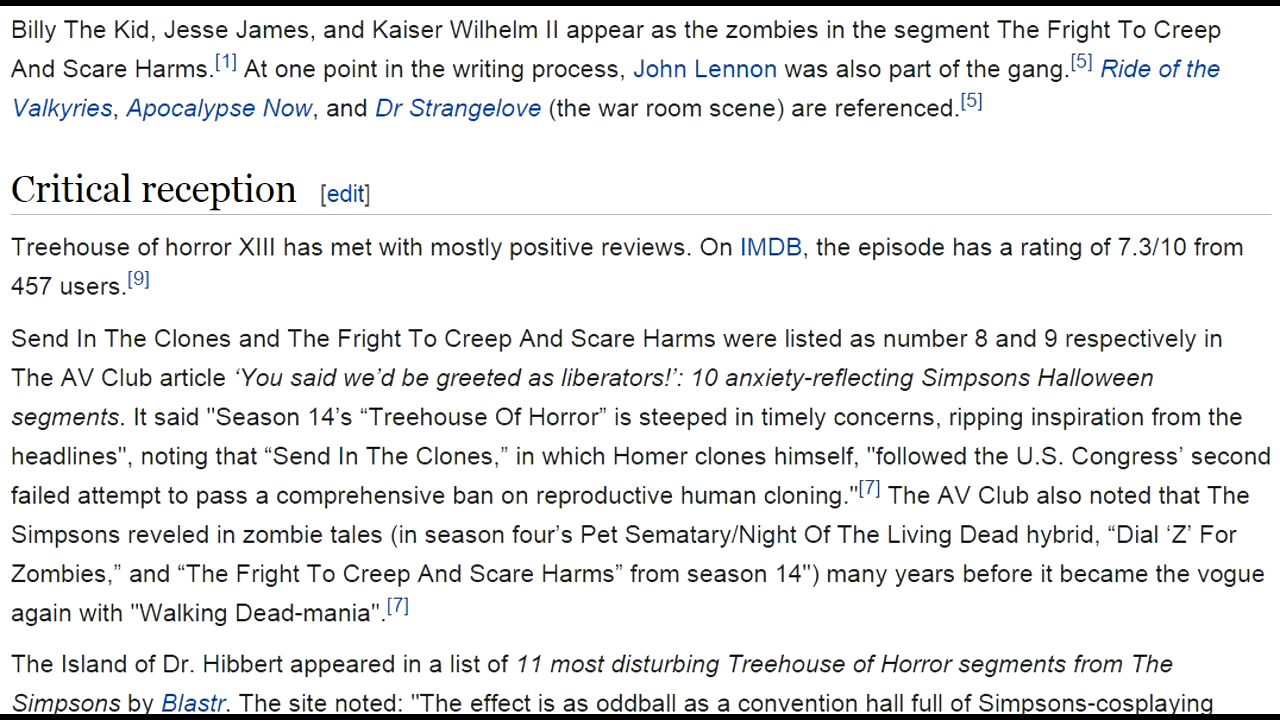 Billy The Kid, Jesse James, and Kaiser Wilhelm II appear as the zombies in the segment The Fright To Creep
And Scare Harms.[1] At one point in the writing process, John Lennon was also part of the gang.[5] Ride of the
Valkyries, Apocalypse Now, and Dr Strangelove (the war room scene) are referenced.[5]
Critical reception [edit]
Treehouse of horror XIII has met with mostly positive reviews. On IMDB, the episode has a rating of 7.3/10 from
457 users.[9]
Send In The Clones and The Fright To Creep And Scare Harms were listed as number 8 and 9 respectively in
The AV Club article ‘You said we’d be greeted as liberators!’: 10 anxiety-reflecting Simpsons Halloween
segments. It said "Season 14’s “Treehouse Of Horror” is steeped in timely concerns, ripping inspiration from the
headlines", noting that “Send In The Clones,” in which Homer clones himself, "followed the U.S. Congress’ second
failed attempt to pass a comprehensive ban on reproductive human cloning."[7] The AV Club also noted that The
Simpsons reveled in zombie tales (in season four’s Pet Sematary/Night Of The Living Dead hybrid, “Dial ‘Z’ For
Zombies,” and “The Fright To Creep And Scare Harms” from season 14") many years before it became the vogue
again with "Walking Dead-mania".[7]
The Island of Dr. Hibbert appeared in a list of 11 most disturbing Treehouse of Horror segments from The
Simpsons by Blastr. The site noted: "The effect is as oddball as a convention hall full of Simpsons-cosplaying